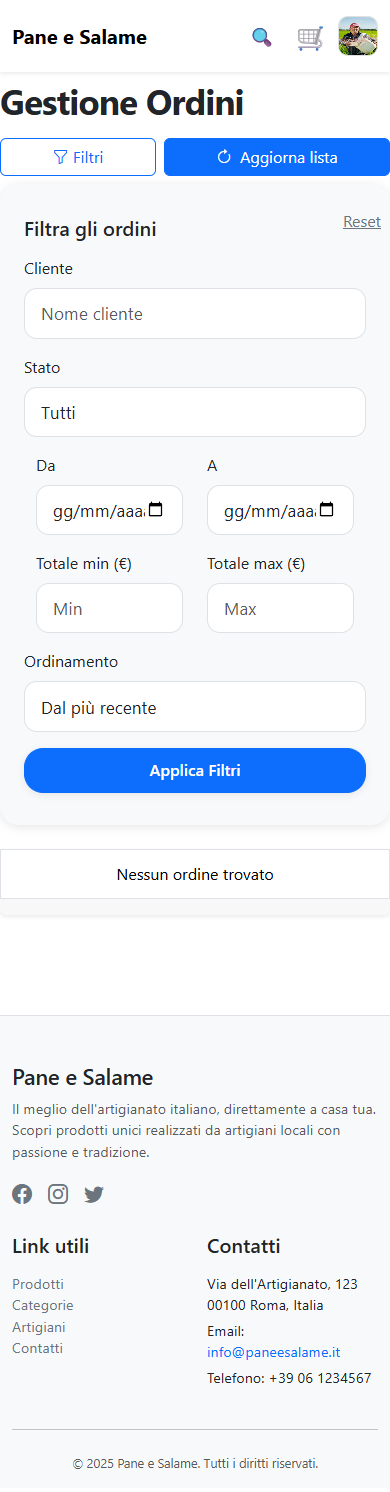 Pane e Salame
Gestione Ordini
Filtri
Aggiorna lista
Filtra gli ordini
Reset
Cliente
Nome cliente
Stato
Tutti
Da
A
gg/mm/aaaa
gg/mm/aaaa
Totale min (€)
Totale max (€)
Min
Max
Ordinamento
Dal più recente
Applica Filtri
Nessun ordine trovato
Pane e Salame
Il meglio dell'artigianato italiano, direttamente a casa tua.
Scopri prodotti unici realizzati da artigiani locali con
passione e tradizione.
Link utili
Prodotti
Categorie
Artigiani
Contatti
Contatti
Via dell'Artigianato, 123
00100 Roma, Italia
Email:
info@paneesalame.it
Telefono: +39 06 1234567
© 2025 Pane e Salame. Tutti i diritti riservati.